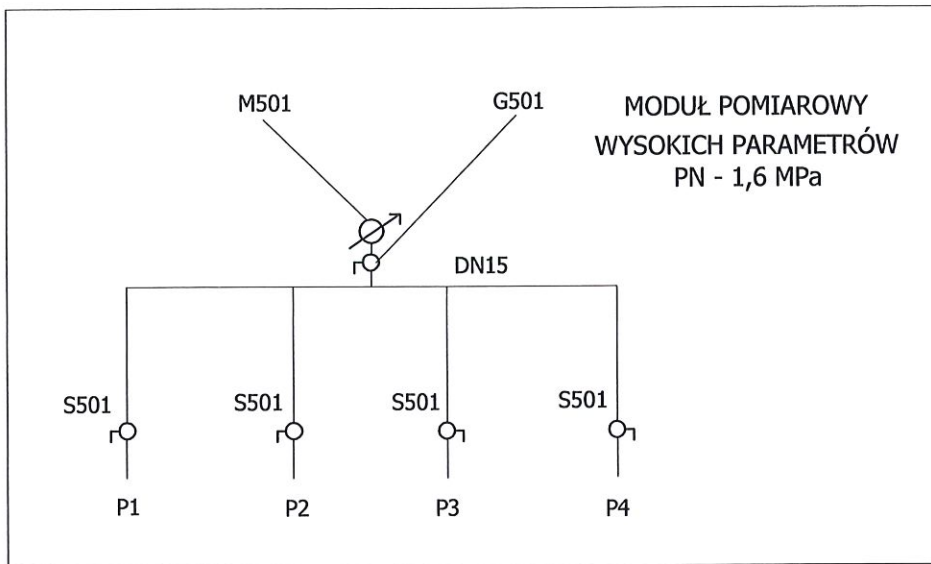 M501
G501
MODUŁ POMIAROWY
WYSOKICH PARAMETRÓW
PN - 1,6 MPa
DN15
S501
S501
S501
S501
P1
P2
P3
P4